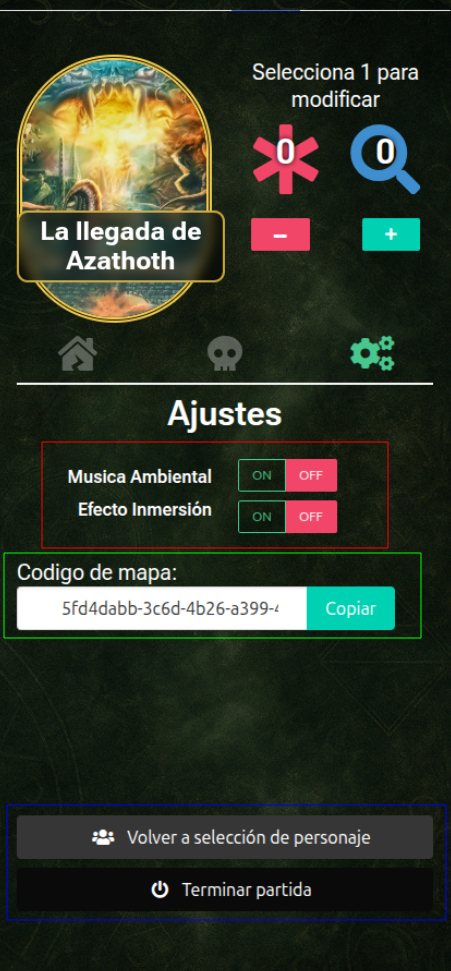 Selecciona 1 para
modificar
0
0
La llegada de
Azathoth
-
+
Ajustes
Musica Ambiental
ON
OFF
Efecto Inmersión
ON
OFF
Codigo de mapa:
5fd4dabb-3c6d-4b26-a399-
Copiar
Volver a selección de personaje
Terminar partida